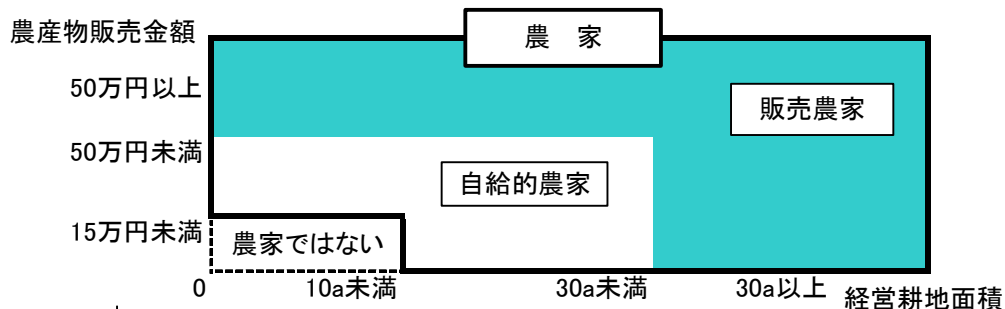 農産物販売金額
農　家
50万円以上
販売農家
50万円未満
自給的農家
15万円未満
農家ではない
0
10a未満
30a未満
30a以上
経営耕地面積